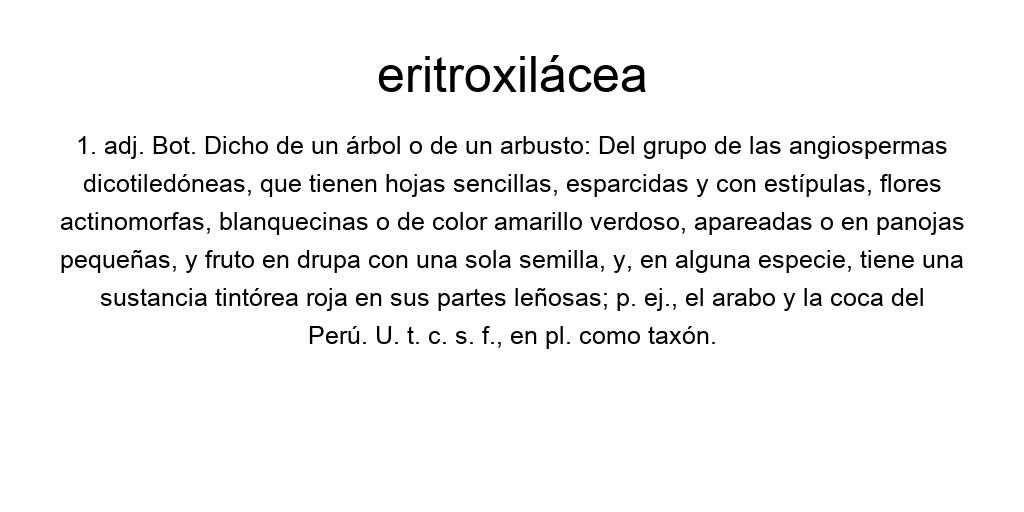 eritroxilácea
1. adj. Bot. Dicho de un árbol o de un arbusto: Del grupo de las angiospermas
dicotiledóneas, que tienen hojas sencillas, esparcidas y con estípulas, flores
actinomorfas, blanquecinas o de color amarillo verdoso, apareadas o en panojas
pequeñas, y fruto en drupa con una sola semilla, y, en alguna especie, tiene una
sustancia tintórea roja en sus partes leñosas; p. ej., el arabo y la coca del
Perú. U. t. c. s. f., en pl. como taxón.